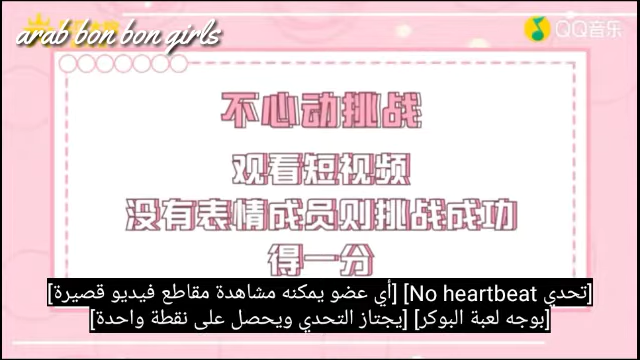 arab bon bon girls
QQ音乐
不心动挑战
观看短视频
没有表情成员则挑战成功
得一分
[تحدي No heartbeat] [أي عضو يمكنه مشاهدة مقاطع فيديو قصيرة]
[بوجه لعبة البوكر] [يجتاز التحدي ويحصل على نقطة واحدة]